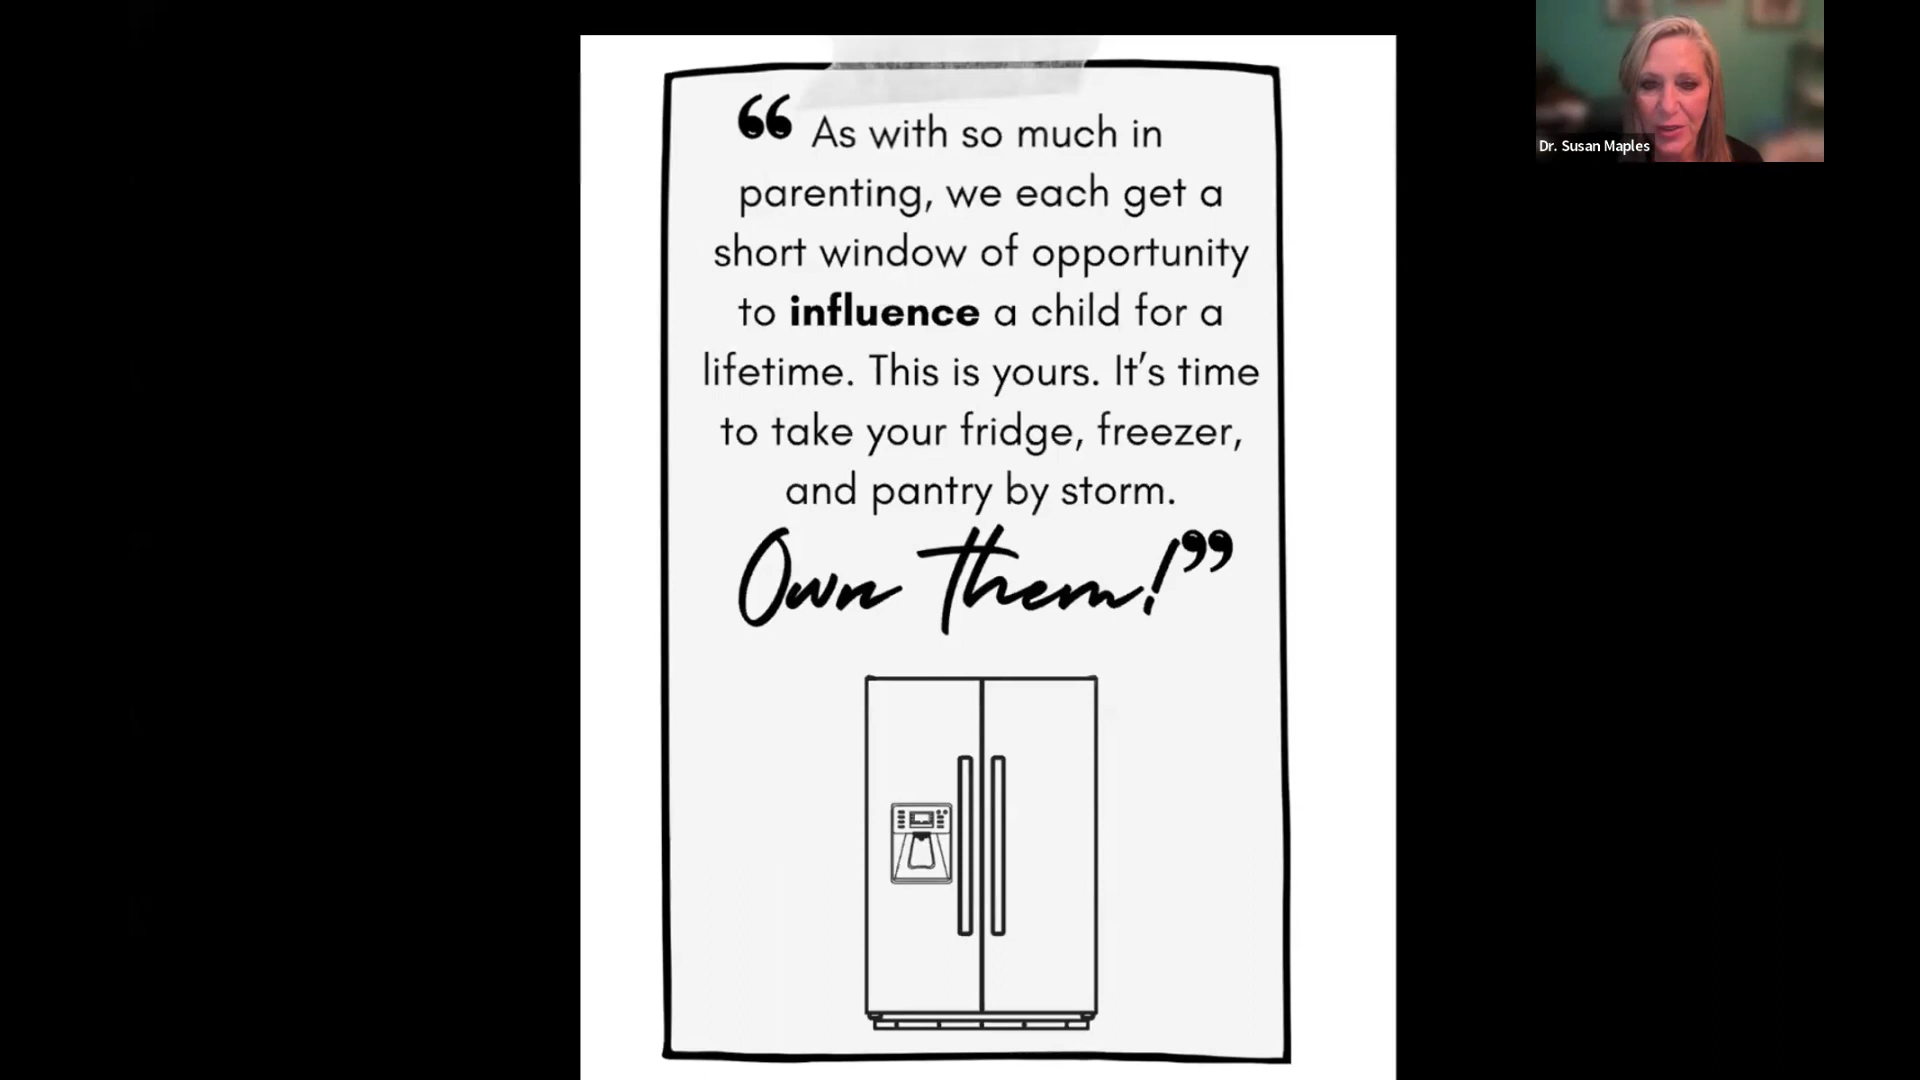 “ As with so much in
parenting, we each get a
short window of opportunity
to influence a child for a
lifetime. This is yours. It’s time
to take your fridge, freezer,
and pantry by storm.
Own Them!”
Dr. Susan Maples